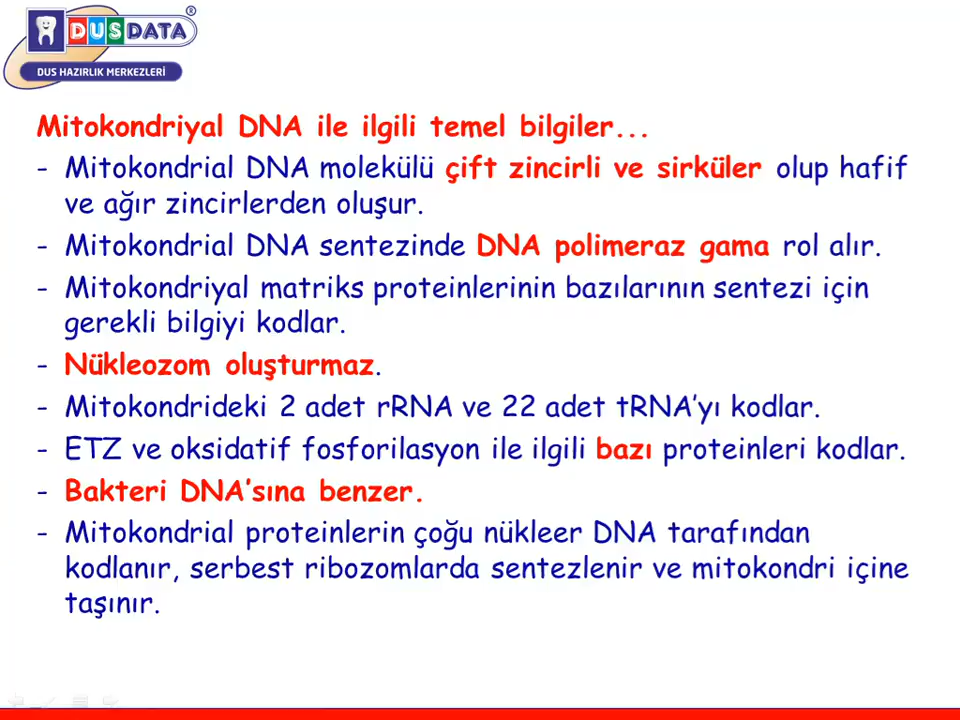 DUSDATA®
DUS HAZIRLIK MERKEZLERİ
Mitokondriyal DNA ile ilgili temel bilgiler...
- Mitokondrial DNA molekülü çift zincirli ve sirküler olup hafif
ve ağır zincirlerden oluşur.
- Mitokondrial DNA sentezinde DNA polimeraz gama rol alır.
- Mitokondriyal matriks proteinlerinin bazılarının sentezi için
gerekli bilgiyi kodlar.
- Nükleozom oluşturmaz.
- Mitokondrideki 2 adet rRNA ve 22 adet tRNA’yı kodlar.
- ETZ ve oksidatif fosforilasyon ile ilgili bazı proteinleri kodlar.
- Bakteri DNA’sına benzer.
- Mitokondrial proteinlerin çoğu nükleer DNA tarafından
kodlanır, serbest ribozomlarda sentezlenir ve mitokondri içine
taşınır.